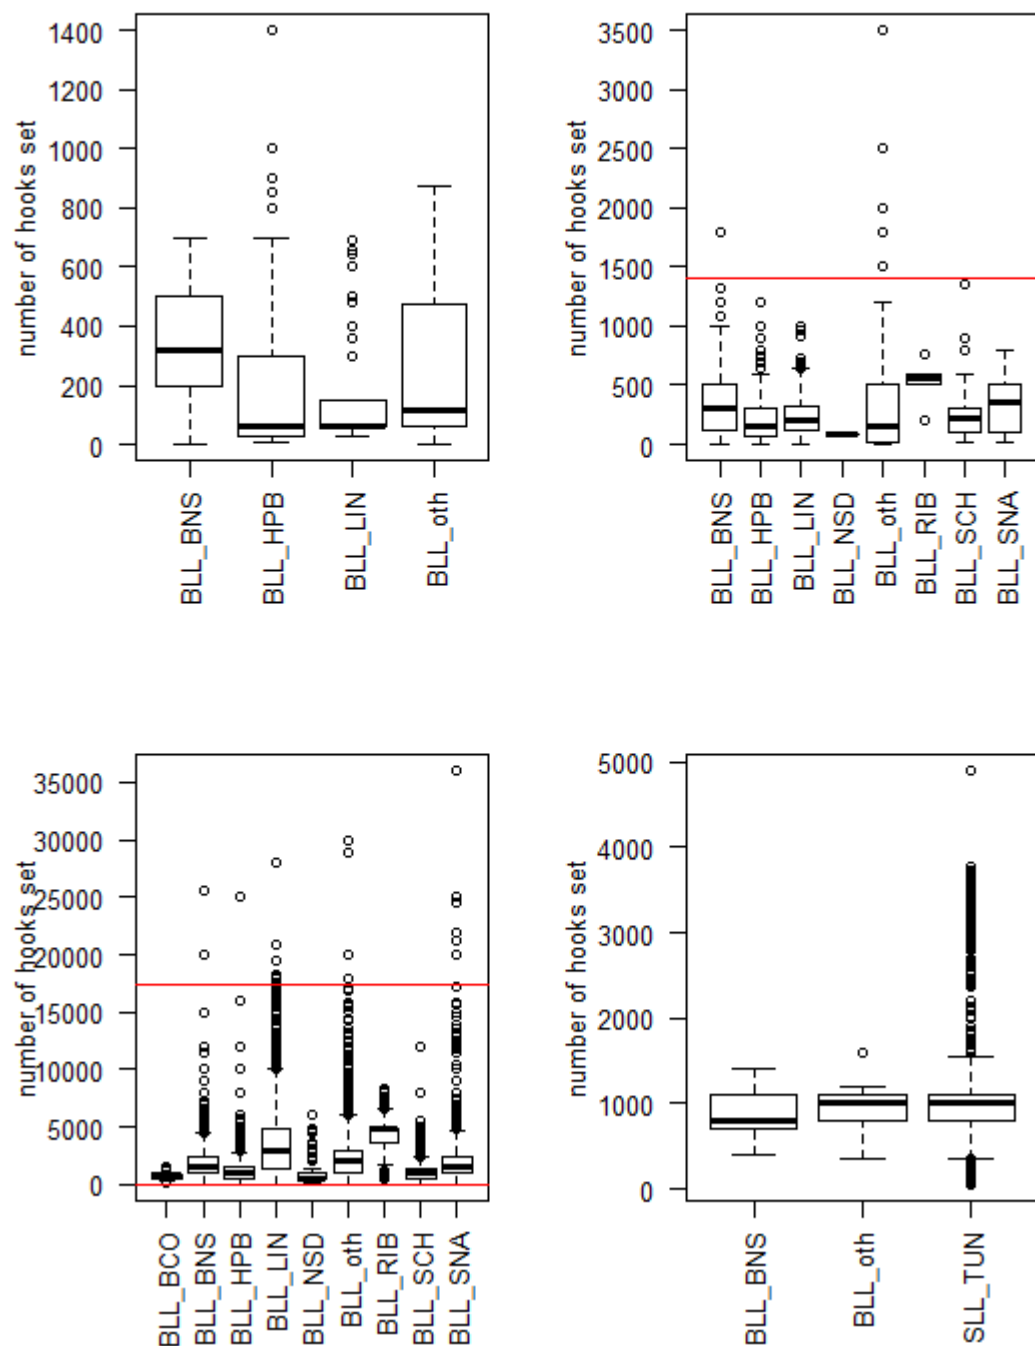 number of hooks set
1400
1200
1000
800
600
400
200
0
BLL_BNS
BLL_HPB
BLL_LIN
BLL_oth
number of hooks set
3500
3000
2500
2000
1500
1000
500
0
BLL_BNS
BLL_HPB
BLL_LIN
BLL_NSD
BLL_oth
BLL_RIB
BLL_SCH
BLL_SNA
number of hooks set
35000
30000
25000
20000
15000
10000
5000
0
BLL_BCO
BLL_BNS
BLL_HPB
BLL_LIN
BLL_NSD
BLL_oth
BLL_RIB
BLL_SCH
BLL_SNA
number of hooks set
5000
4000
3000
2000
1000
0
BLL_BNS
BLL_oth
SLL_TUN